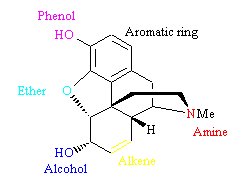 Phenol
HO
Aromatic ring
Ether
O
NMe
H
Amine
HO
Alkene
Alcohol